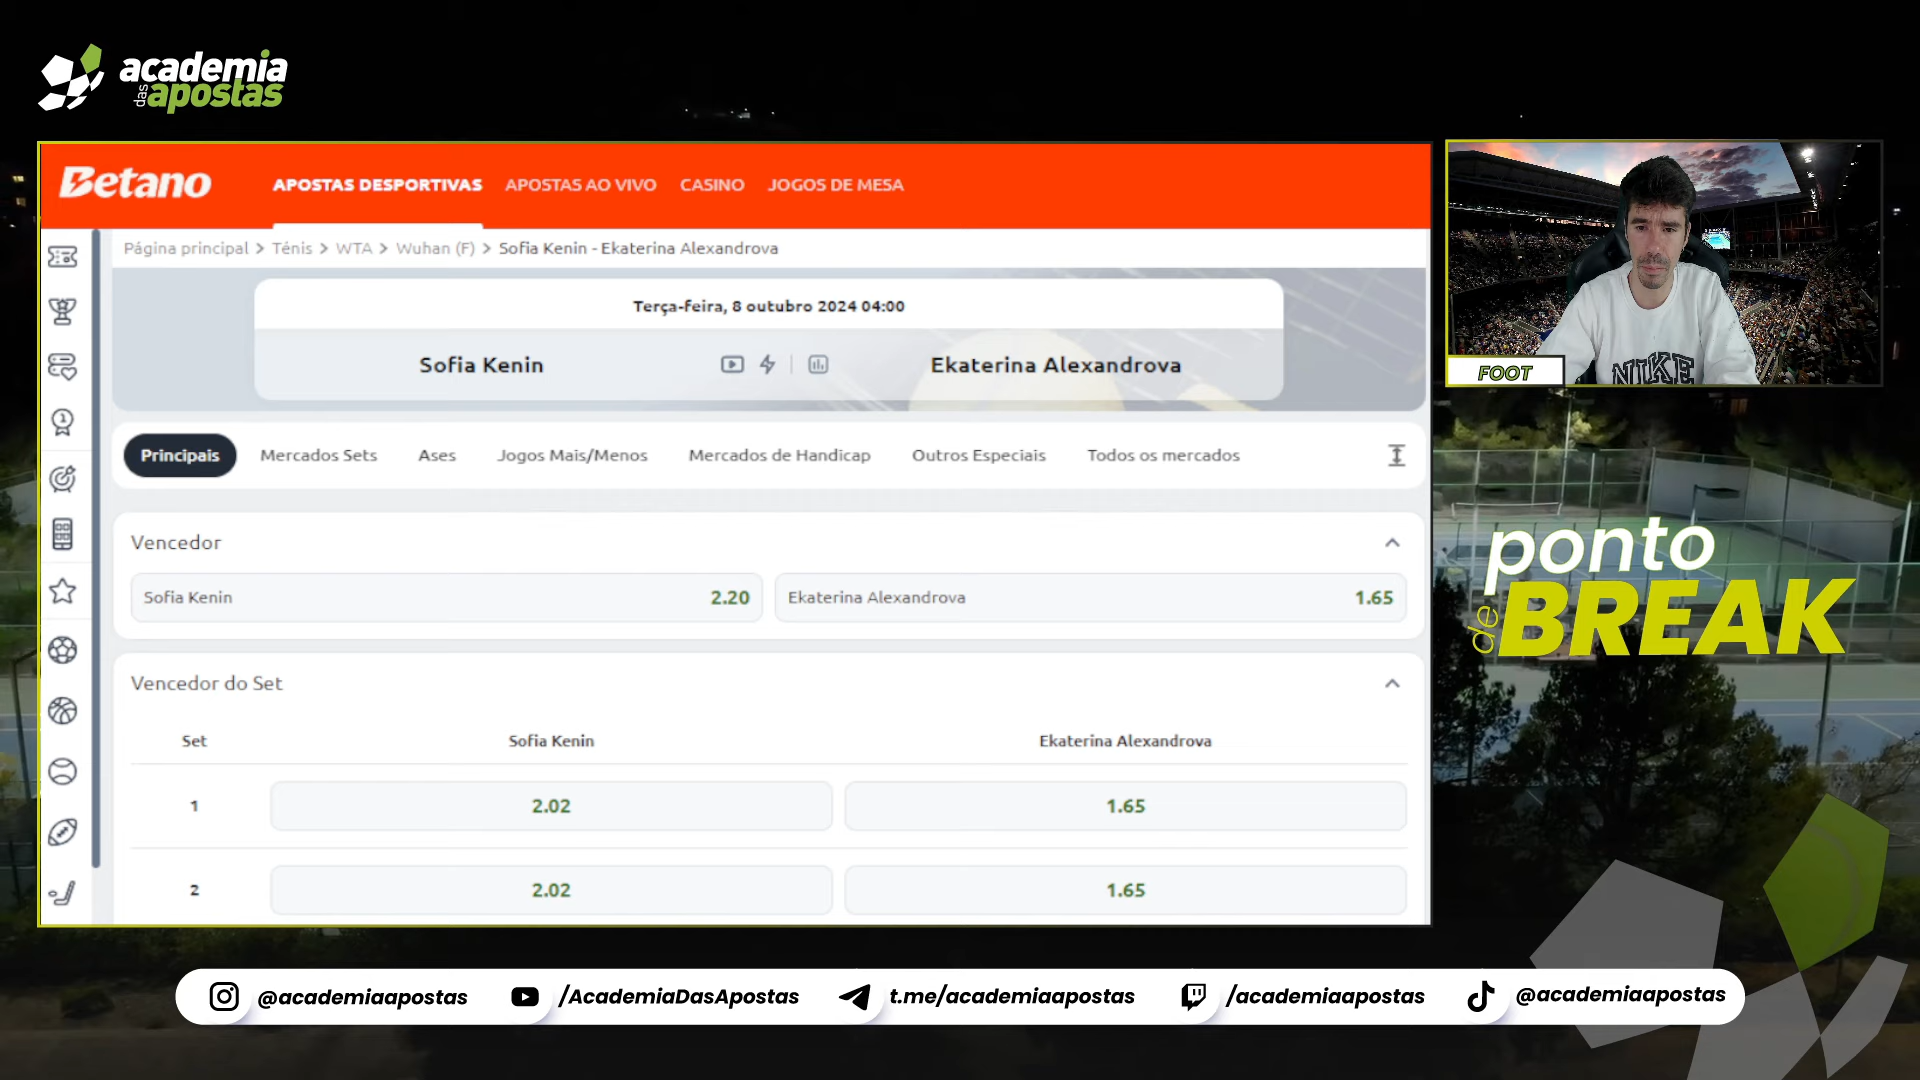 academia
das apostas
Betano
APOSTAS DESPORTIVAS APOSTAS AO VIVO CASINO JOGOS DE MESA
Página principal > Ténis > WTA > Wuhan (F) > Sofia Kenin - Ekaterina Alexandrova
Terça-feira, 8 outubro 2024 04:00
Sofia Kenin Ekaterina Alexandrova
Principais Mercados Sets Ases Jogos Mais/Menos Mercados de Handicap Outros Especiais Todos os mercados
Vencedor
Sofia Kenin 2.20 Ekaterina Alexandrova 1.65
Vencedor do Set
Set Sofia Kenin Ekaterina Alexandrova
1 2.02 1.65
2 2.02 1.65
NIKE
FOOT
ponto
de BREAK
@academiaapostas /AcademiaDasApostas t.me/academiaapostas /academiaapostas @academiaapostas